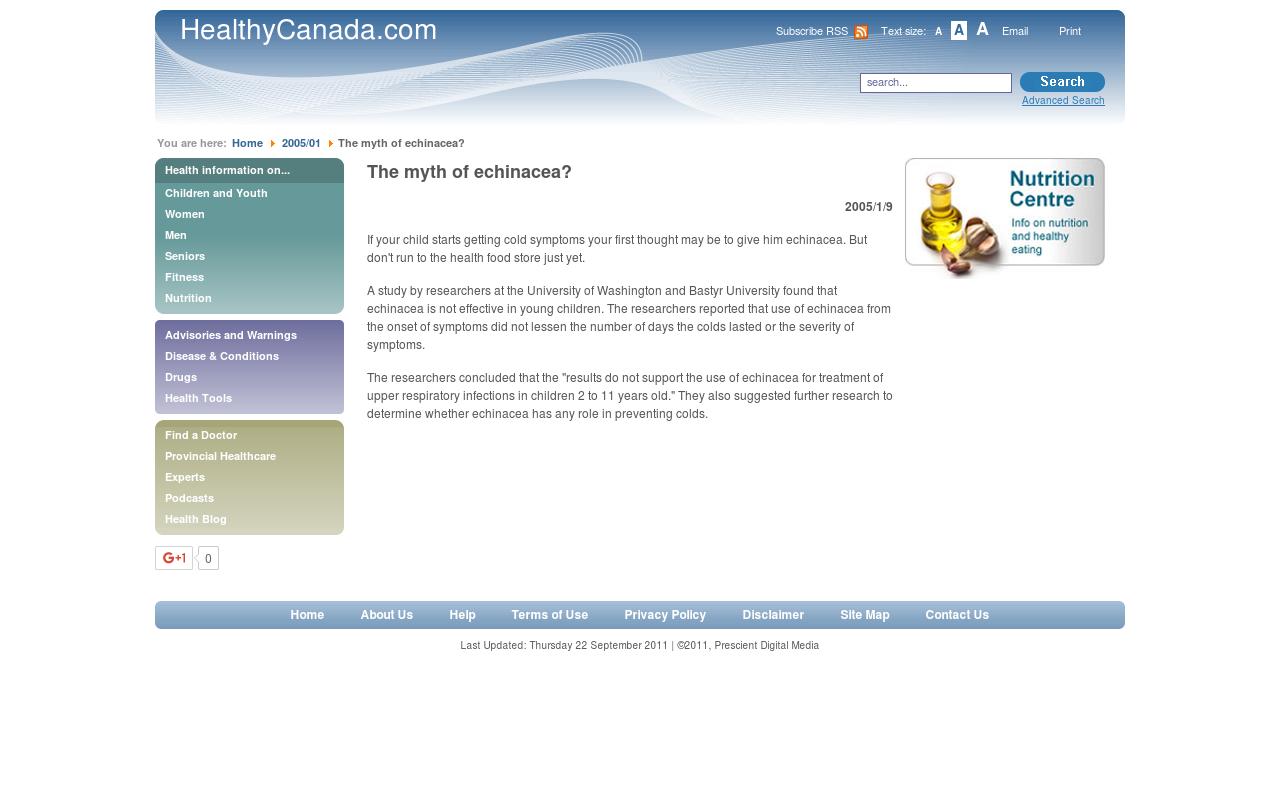 HealthyCanada.com
Subscribe RSS Text size: A A A Email Print
search...
Search
Advanced Search
You are here: Home 2005/01 The myth of echinacea?
Health information on...
Children and Youth
Women
Men
Seniors
Fitness
Nutrition
Advisories and Warnings
Disease & Conditions
Drugs
Health Tools
Find a Doctor
Provincial Healthcare
Experts
Podcasts
Health Blog
G+1 0
The myth of echinacea?
2005/1/9
If your child starts getting cold symptoms your first thought may be to give him echinacea. But
don't run to the health food store just yet.
A study by researchers at the University of Washington and Bastyr University found that
echinacea is not effective in young children. The researchers reported that use of echinacea from
the onset of symptoms did not lessen the number of days the colds lasted or the severity of
symptoms.
The researchers concluded that the "results do not support the use of echinacea for treatment of
upper respiratory infections in children 2 to 11 years old." They also suggested further research to
determine whether echinacea has any role in preventing colds.
Nutrition
Centre
Info on nutrition
and healthy
eating
Home About Us Help Terms of Use Privacy Policy Disclaimer Site Map Contact Us
Last Updated: Thursday 22 September 2011 | ©2011, Prescient Digital Media